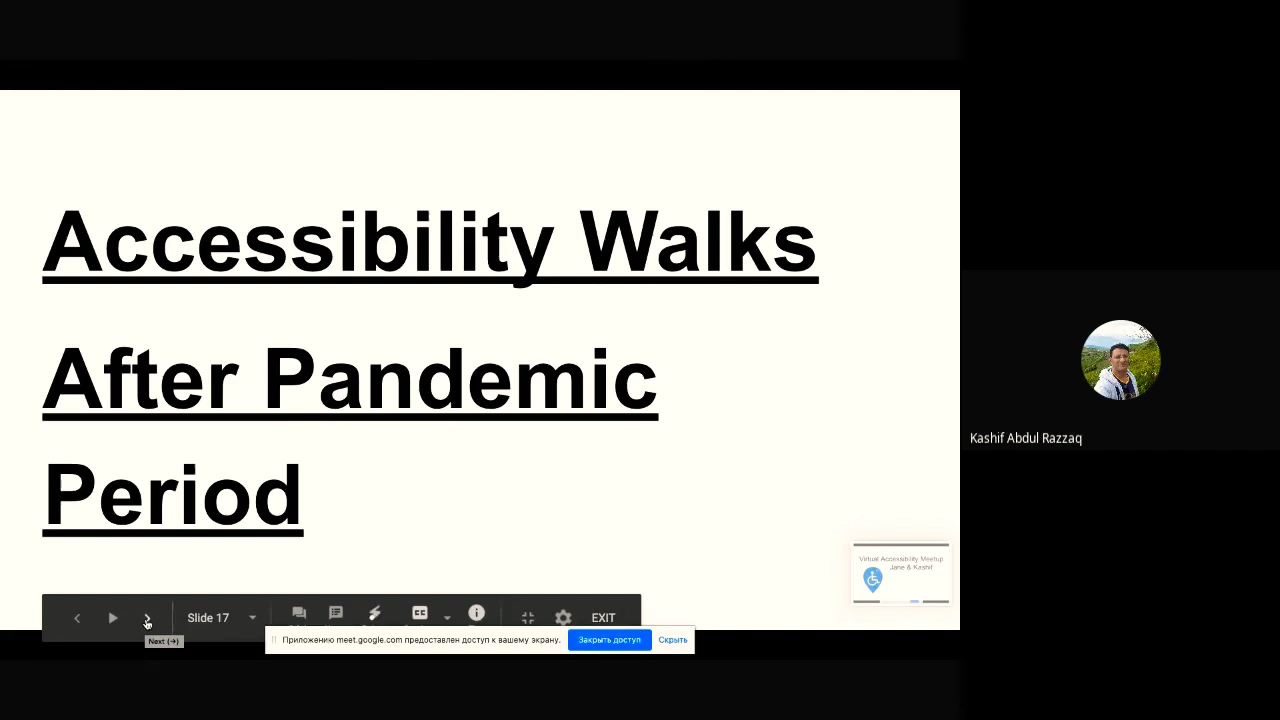 Accessibility Walks
After Pandemic
Period
Kashif Abdul Razzaq
Virtual Accessibility Meetup
Jane & Kashif
Slide 17
CC
EXIT
Next (→)
Приложению meet.google.com предоставлен доступ к вашему экрану.
Закрыть доступ
Скрыть